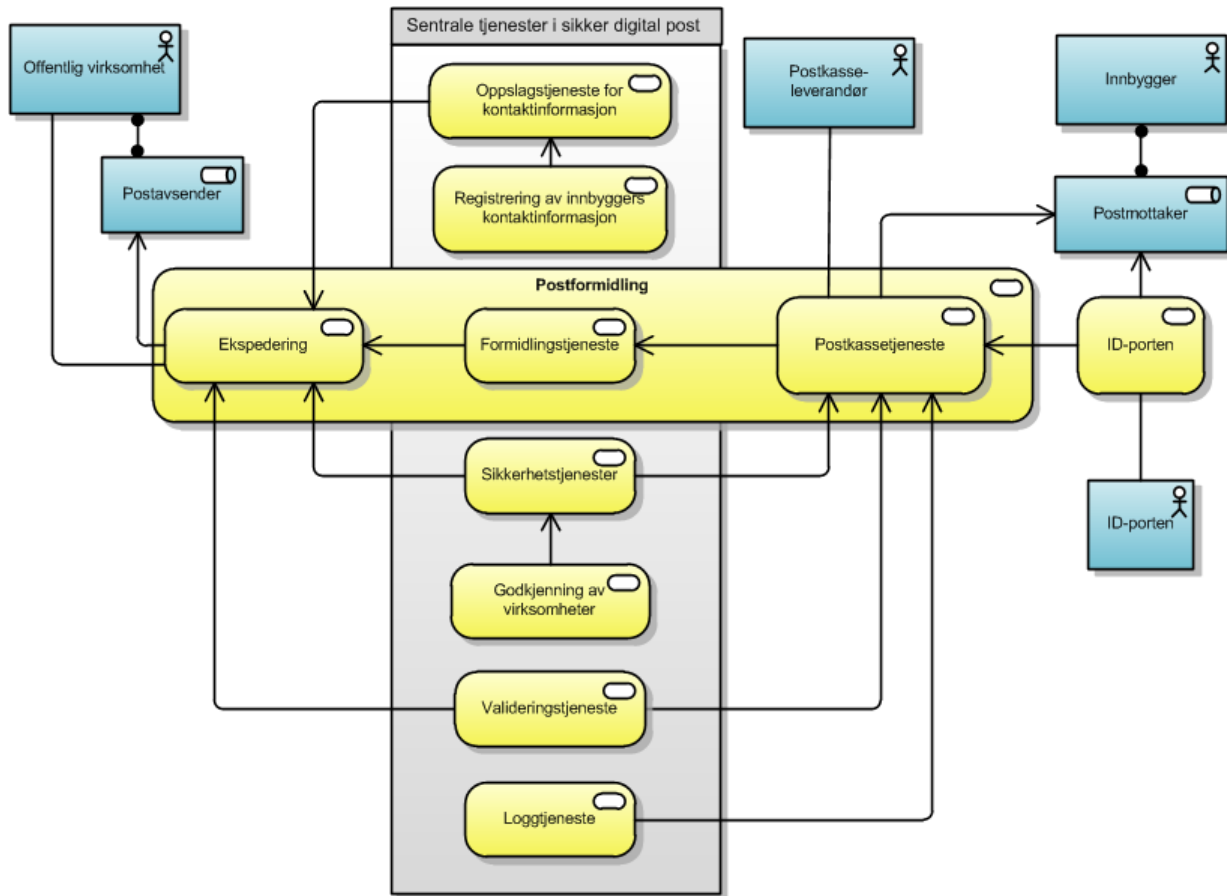 Sentrale tjenester i sikker digital post
Offentlig virksomhet
Oppslagstjeneste for
kontaktinformasjon
Postkasse-
leverandør
Innbygger
Postavsender
Registrering av innbyggers
kontaktinformasjon
Postmottaker
Postformidling
Ekspedering
Formidlingstjeneste
Postkassetjeneste
ID-porten
Sikkerhetstjenester
ID-porten
Godkjenning av
virksomheter
Valideringstjeneste
Loggtjeneste